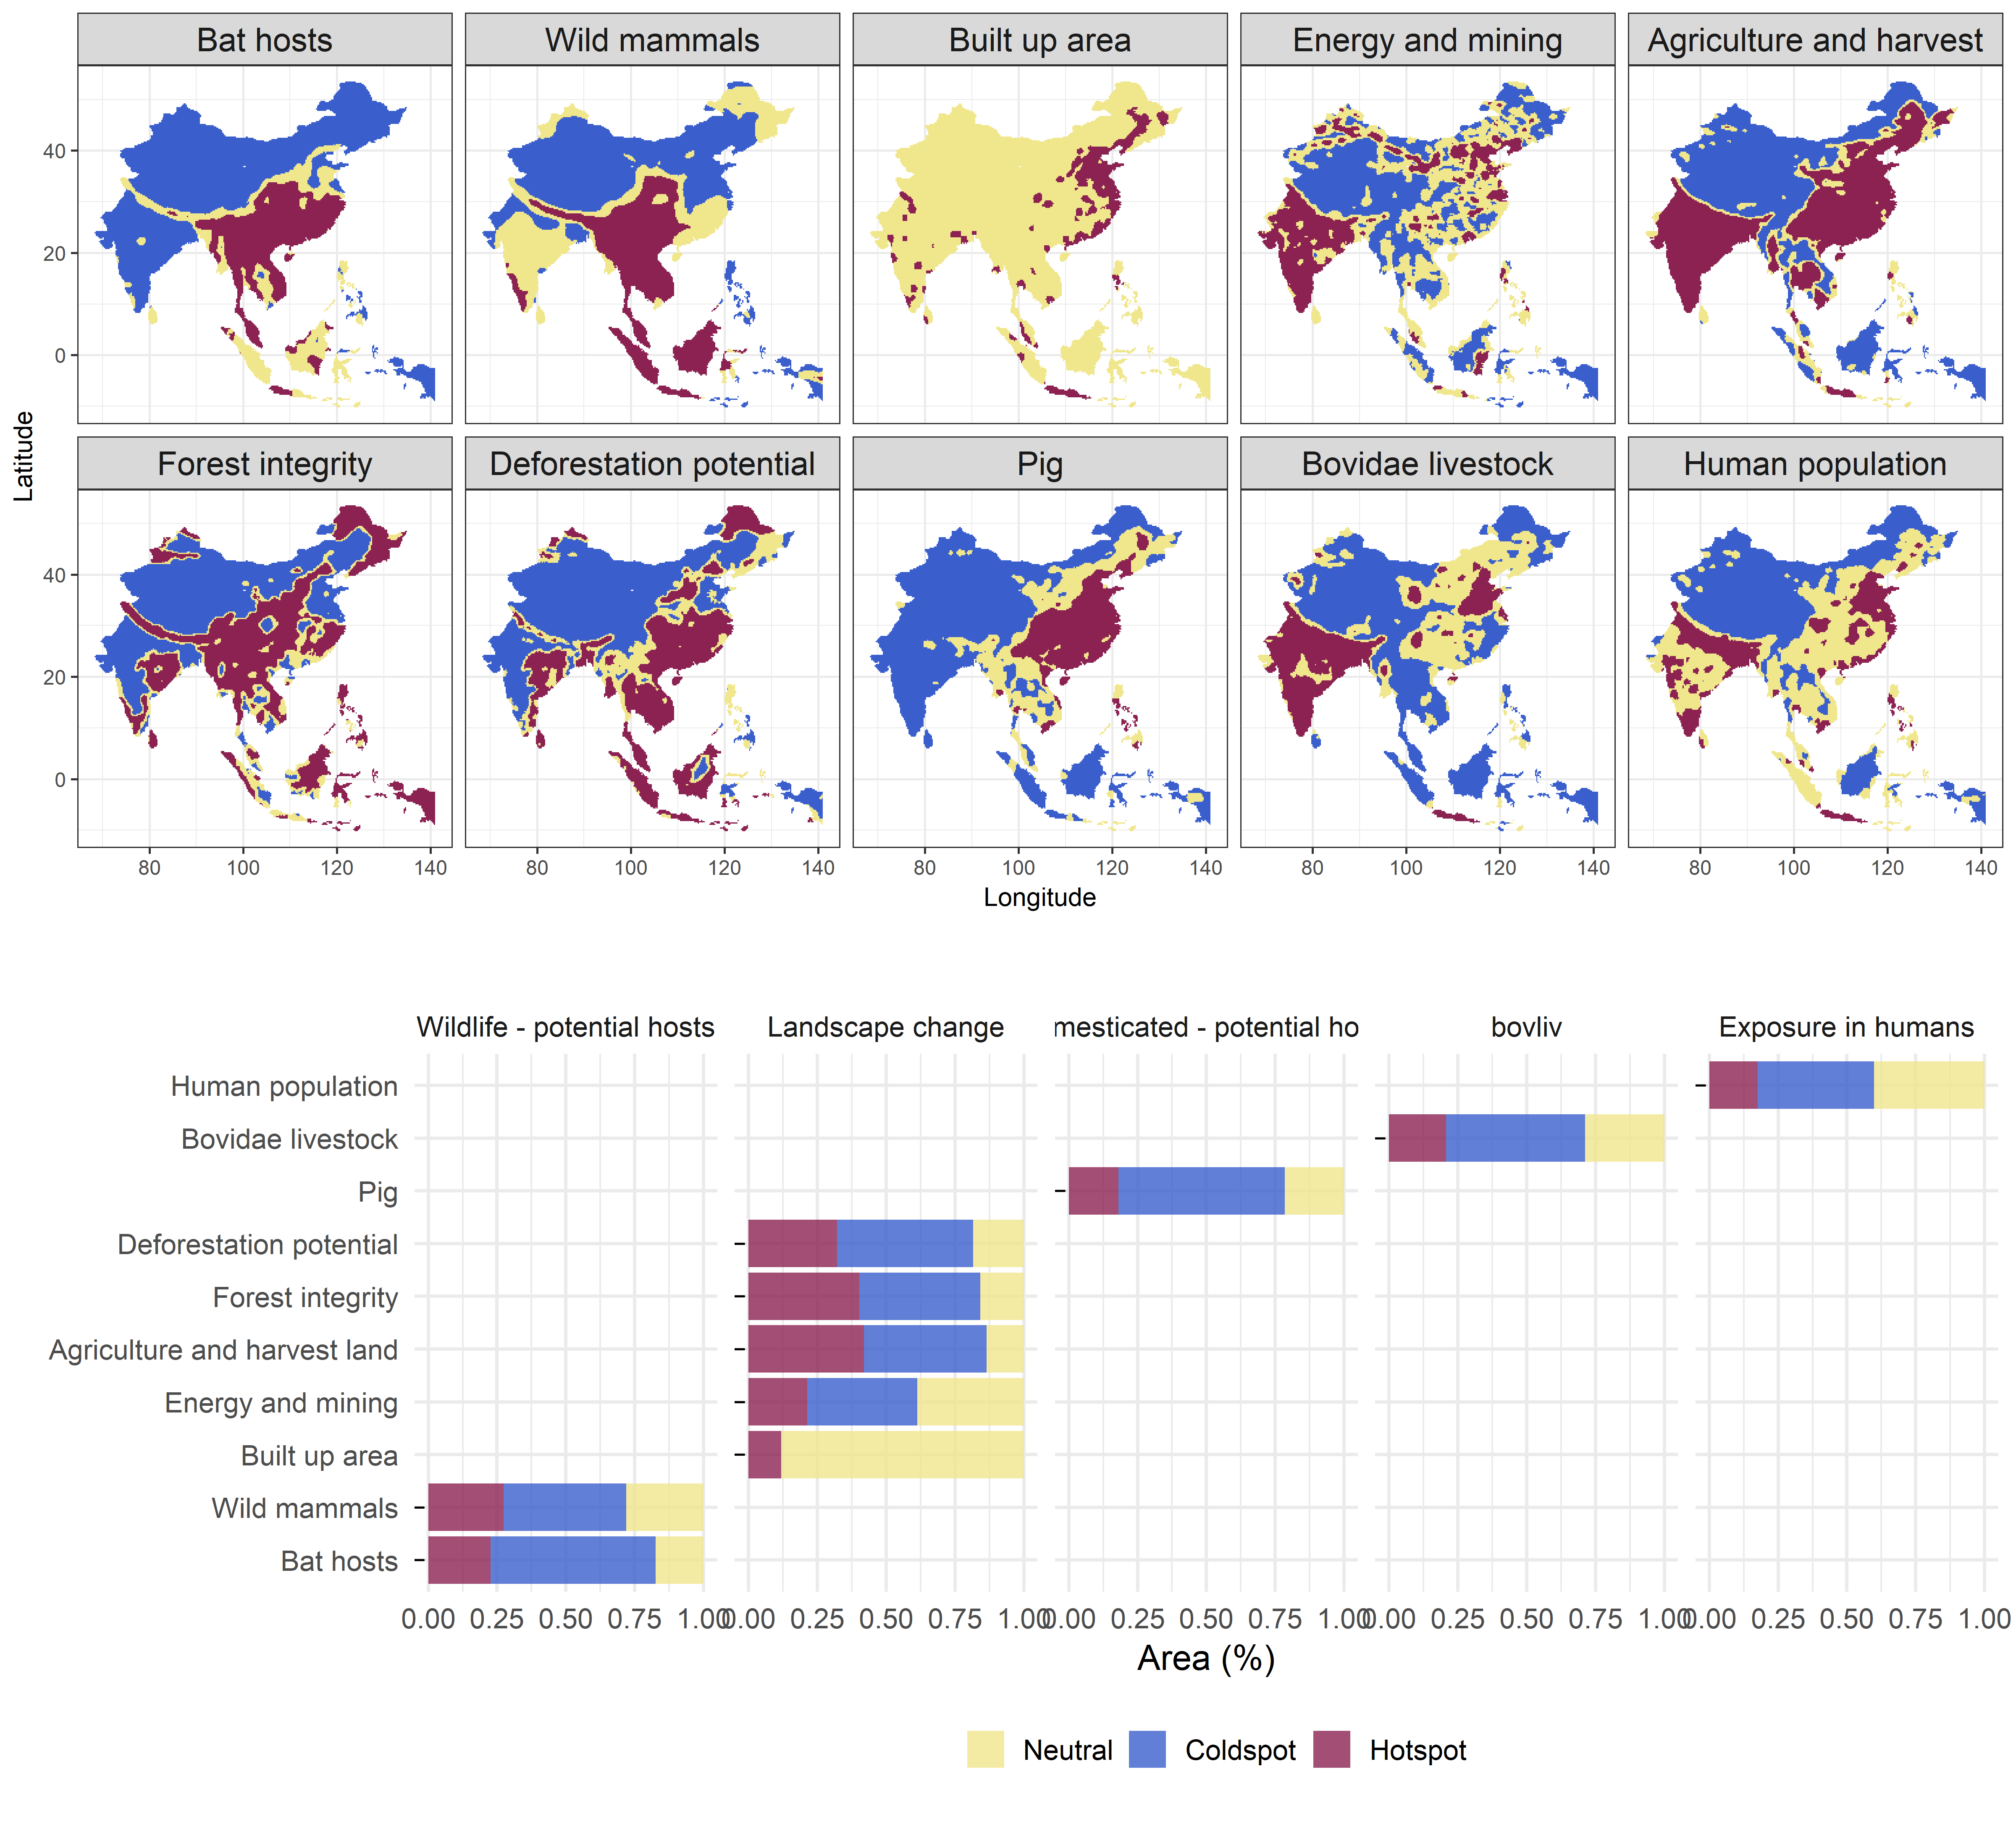 Bat hosts
Wild mammals
Built up area
Energy and mining
Agriculture and harvest
40
20
0
Latitude
Forest integrity
Deforestation potential
Pig
Bovidae livestock
Human population
40
20
0
80 100 120 140
80 100 120 140
80 100 120 140
80 100 120 140
80 100 120 140
Longitude
Wildlife - potential hosts
Landscape change
mesticated - potential ho
bovliv
Exposure in humans
Human population
Bovidae livestock
Pig
Deforestation potential
Forest integrity
Agriculture and harvest land
Energy and mining
Built up area
Wild mammals
Bat hosts
0.00 0.25 0.50 0.75 1.00
0.00 0.25 0.50 0.75 1.00
0.00 0.25 0.50 0.75 1.00
0.00 0.25 0.50 0.75 1.00
0.00 0.25 0.50 0.75 1.00
Area (%)
Neutral
Coldspot
Hotspot